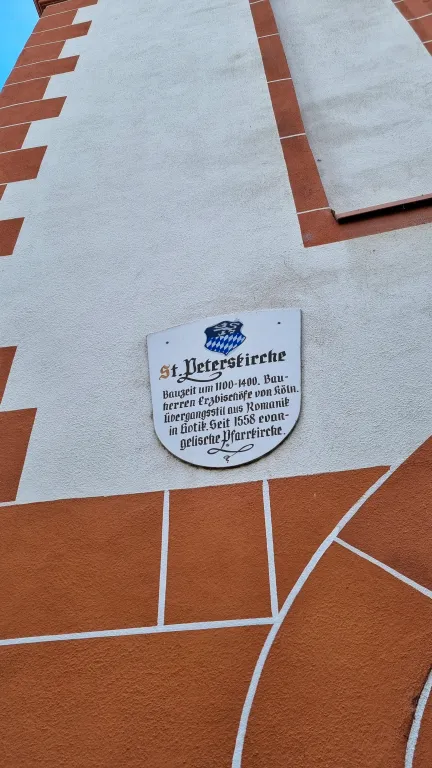 St. Peterskirche
Bauzeit um 1100-1400. Bau-
herren Erzbischöfe von Köln.
Übergangsstil aus Romanik
in Gotik. Seit 1558 evan-
gelische Pfarrkirche.